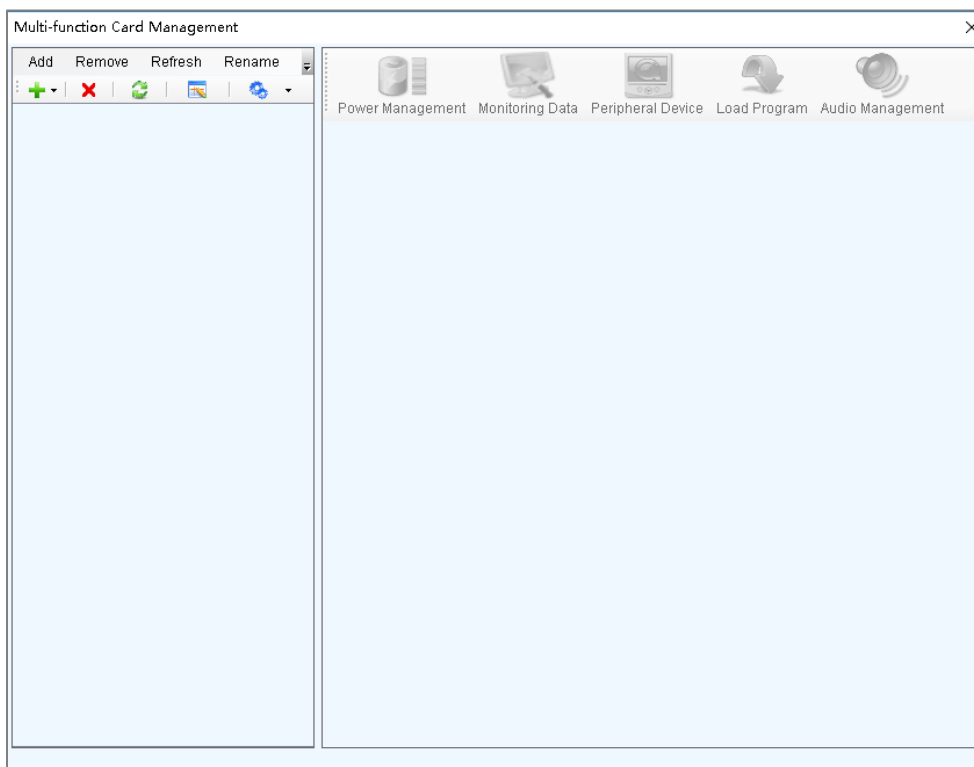 Multi-function Card Management
Add Remove Refresh Rename
Power Management Monitoring Data Peripheral Device Load Program Audio Management